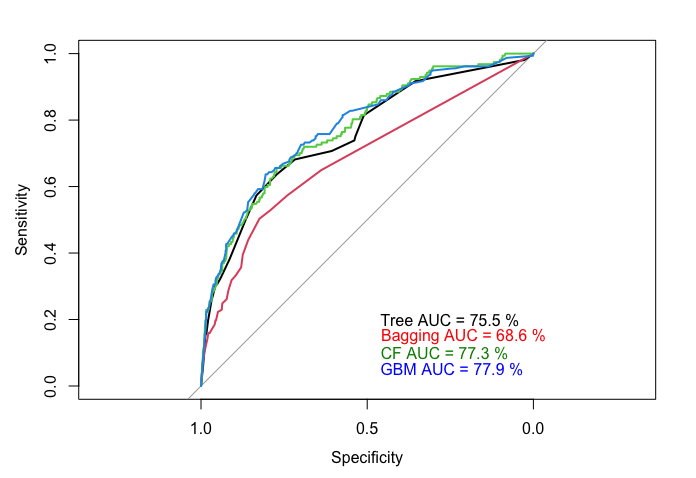 1.0
0.8
0.6
0.4
0.2
0.0
Sensitivity
Tree AUC = 75.5 %
Bagging AUC = 68.6 %
CF AUC = 77.3 %
GBM AUC = 77.9 %
1.0 0.5 0.0
Specificity